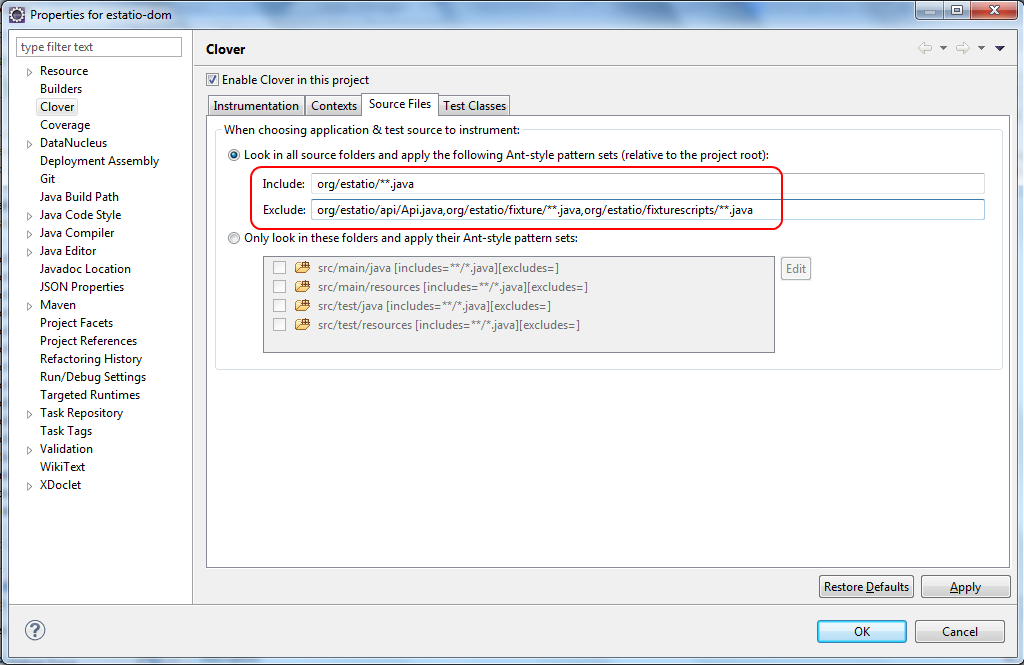 Properties for estatio-dom
type filter text
Resource
Builders
Clover
Coverage
DataNucleus
Deployment Assembly
Git
Java Build Path
Java Code Style
Java Compiler
Java Editor
Javadoc Location
JSON Properties
Maven
Project Facets
Project References
Refactoring History
Run/Debug Settings
Targeted Runtimes
Task Repository
Task Tags
Validation
WikiText
XDoclet
Clover
Enable Clover in this project
Instrumentation Contexts Source Files Test Classes
When choosing application & test source to instrument:
Look in all source folders and apply the following Ant-style pattern sets (relative to the project root):
Include: org/estatio/**.java
Exclude: org/estatio/api/Api.java,org/estatio/fixture/**.java,org/estatio/fixturescripts/**.java
Only look in these folders and apply their Ant-style pattern sets:
src/main/java [includes=**/*.java][excludes=]
src/main/resources [includes=**/*.java][excludes=]
src/test/java [includes=**/*.java][excludes=]
src/test/resources [includes=**/*.java][excludes=]
Edit
Restore Defaults Apply
? OK Cancel